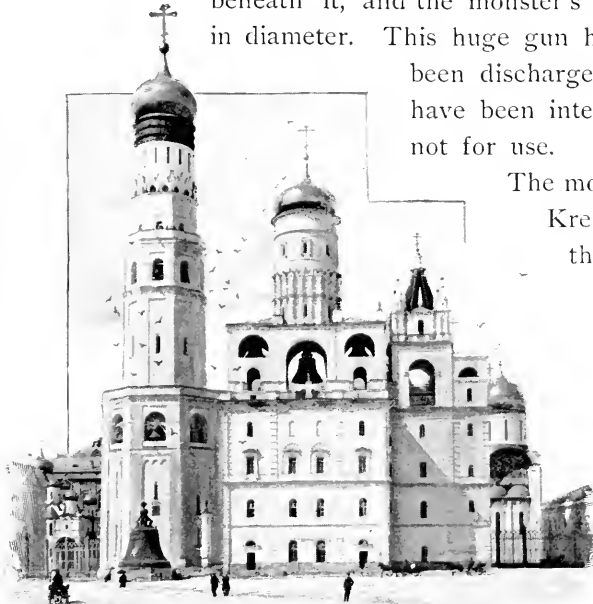 beneath it, and the monster's
in diameter. This huge gun h
been discharge
have been inte
not for use.
The mo
Kre
th